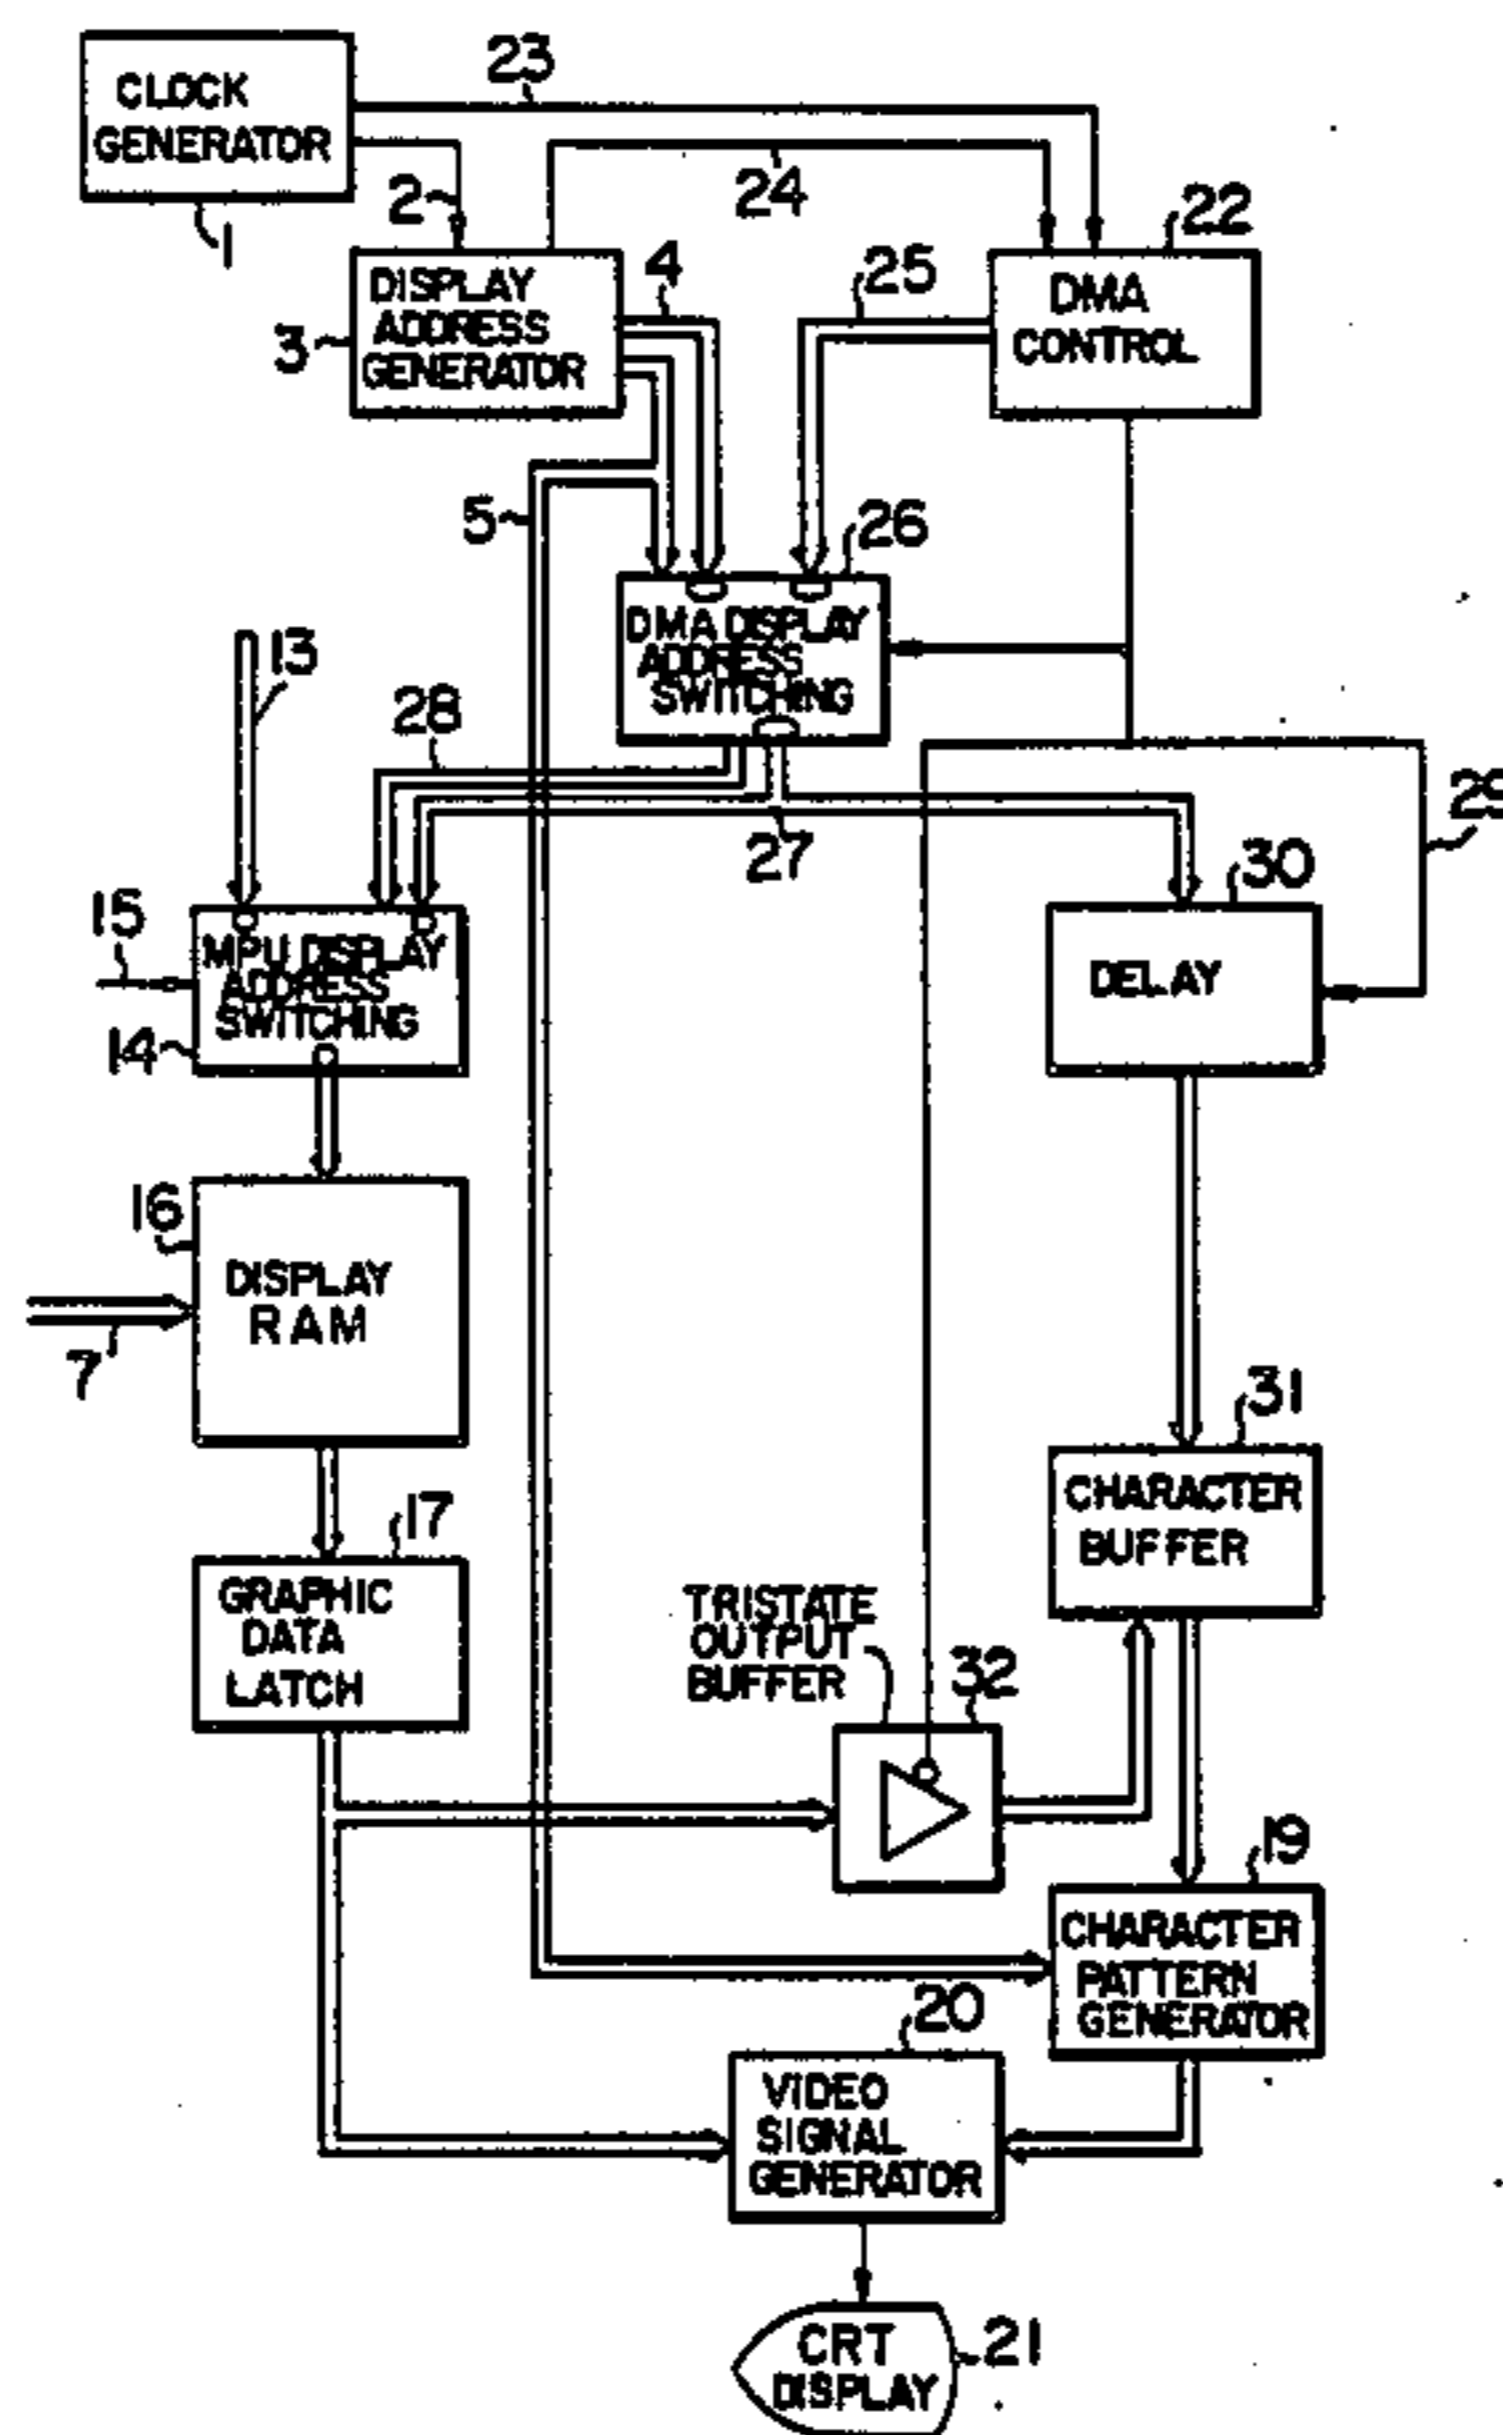 CLOCK
GENERATOR
1
23
2
24
22
DISPLAY
ADDRESS
GENERATOR
3
4
25
DMA
CONTROL
5
26
DMA DISPLAY
ADDRESS
SWITCHING
13
28
27
30
15
MPU DISPLAY
ADDRESS
SWITCHING
14
DELAY
16
DISPLAY
RAM
7
31
CHARACTER
BUFFER
17
GRAPHIC
DATA
LATCH
TRISTATE
OUTPUT
BUFFER
32
19
CHARACTER
PATTERN
GENERATOR
20
VIDEO
SIGNAL
GENERATOR
CRT
DISPLAY
21